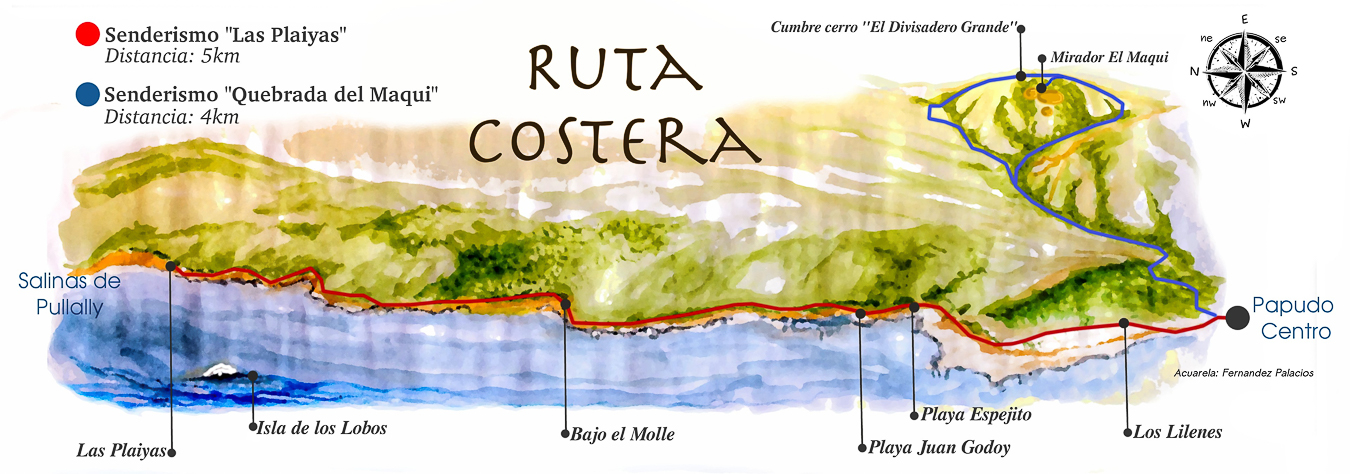 Senderismo "Las Plaiyas"
Distancia: 5km
Senderismo "Quebrada del Maqui"
Distancia: 4km
RUTA
COSTERA
Cumbre cerro "El Divisadero Grande"
Mirador El Maqui
E
ne
se
N
S
nw
sw
W
Salinas de
Pullally
Papudo
Centro
Acuarela: Fernandez Palacios
Isla de los Lobos
Las Plaiyas
Bajo el Molle
Playa Espejito
Playa Juan Godoy
Los Lilenes